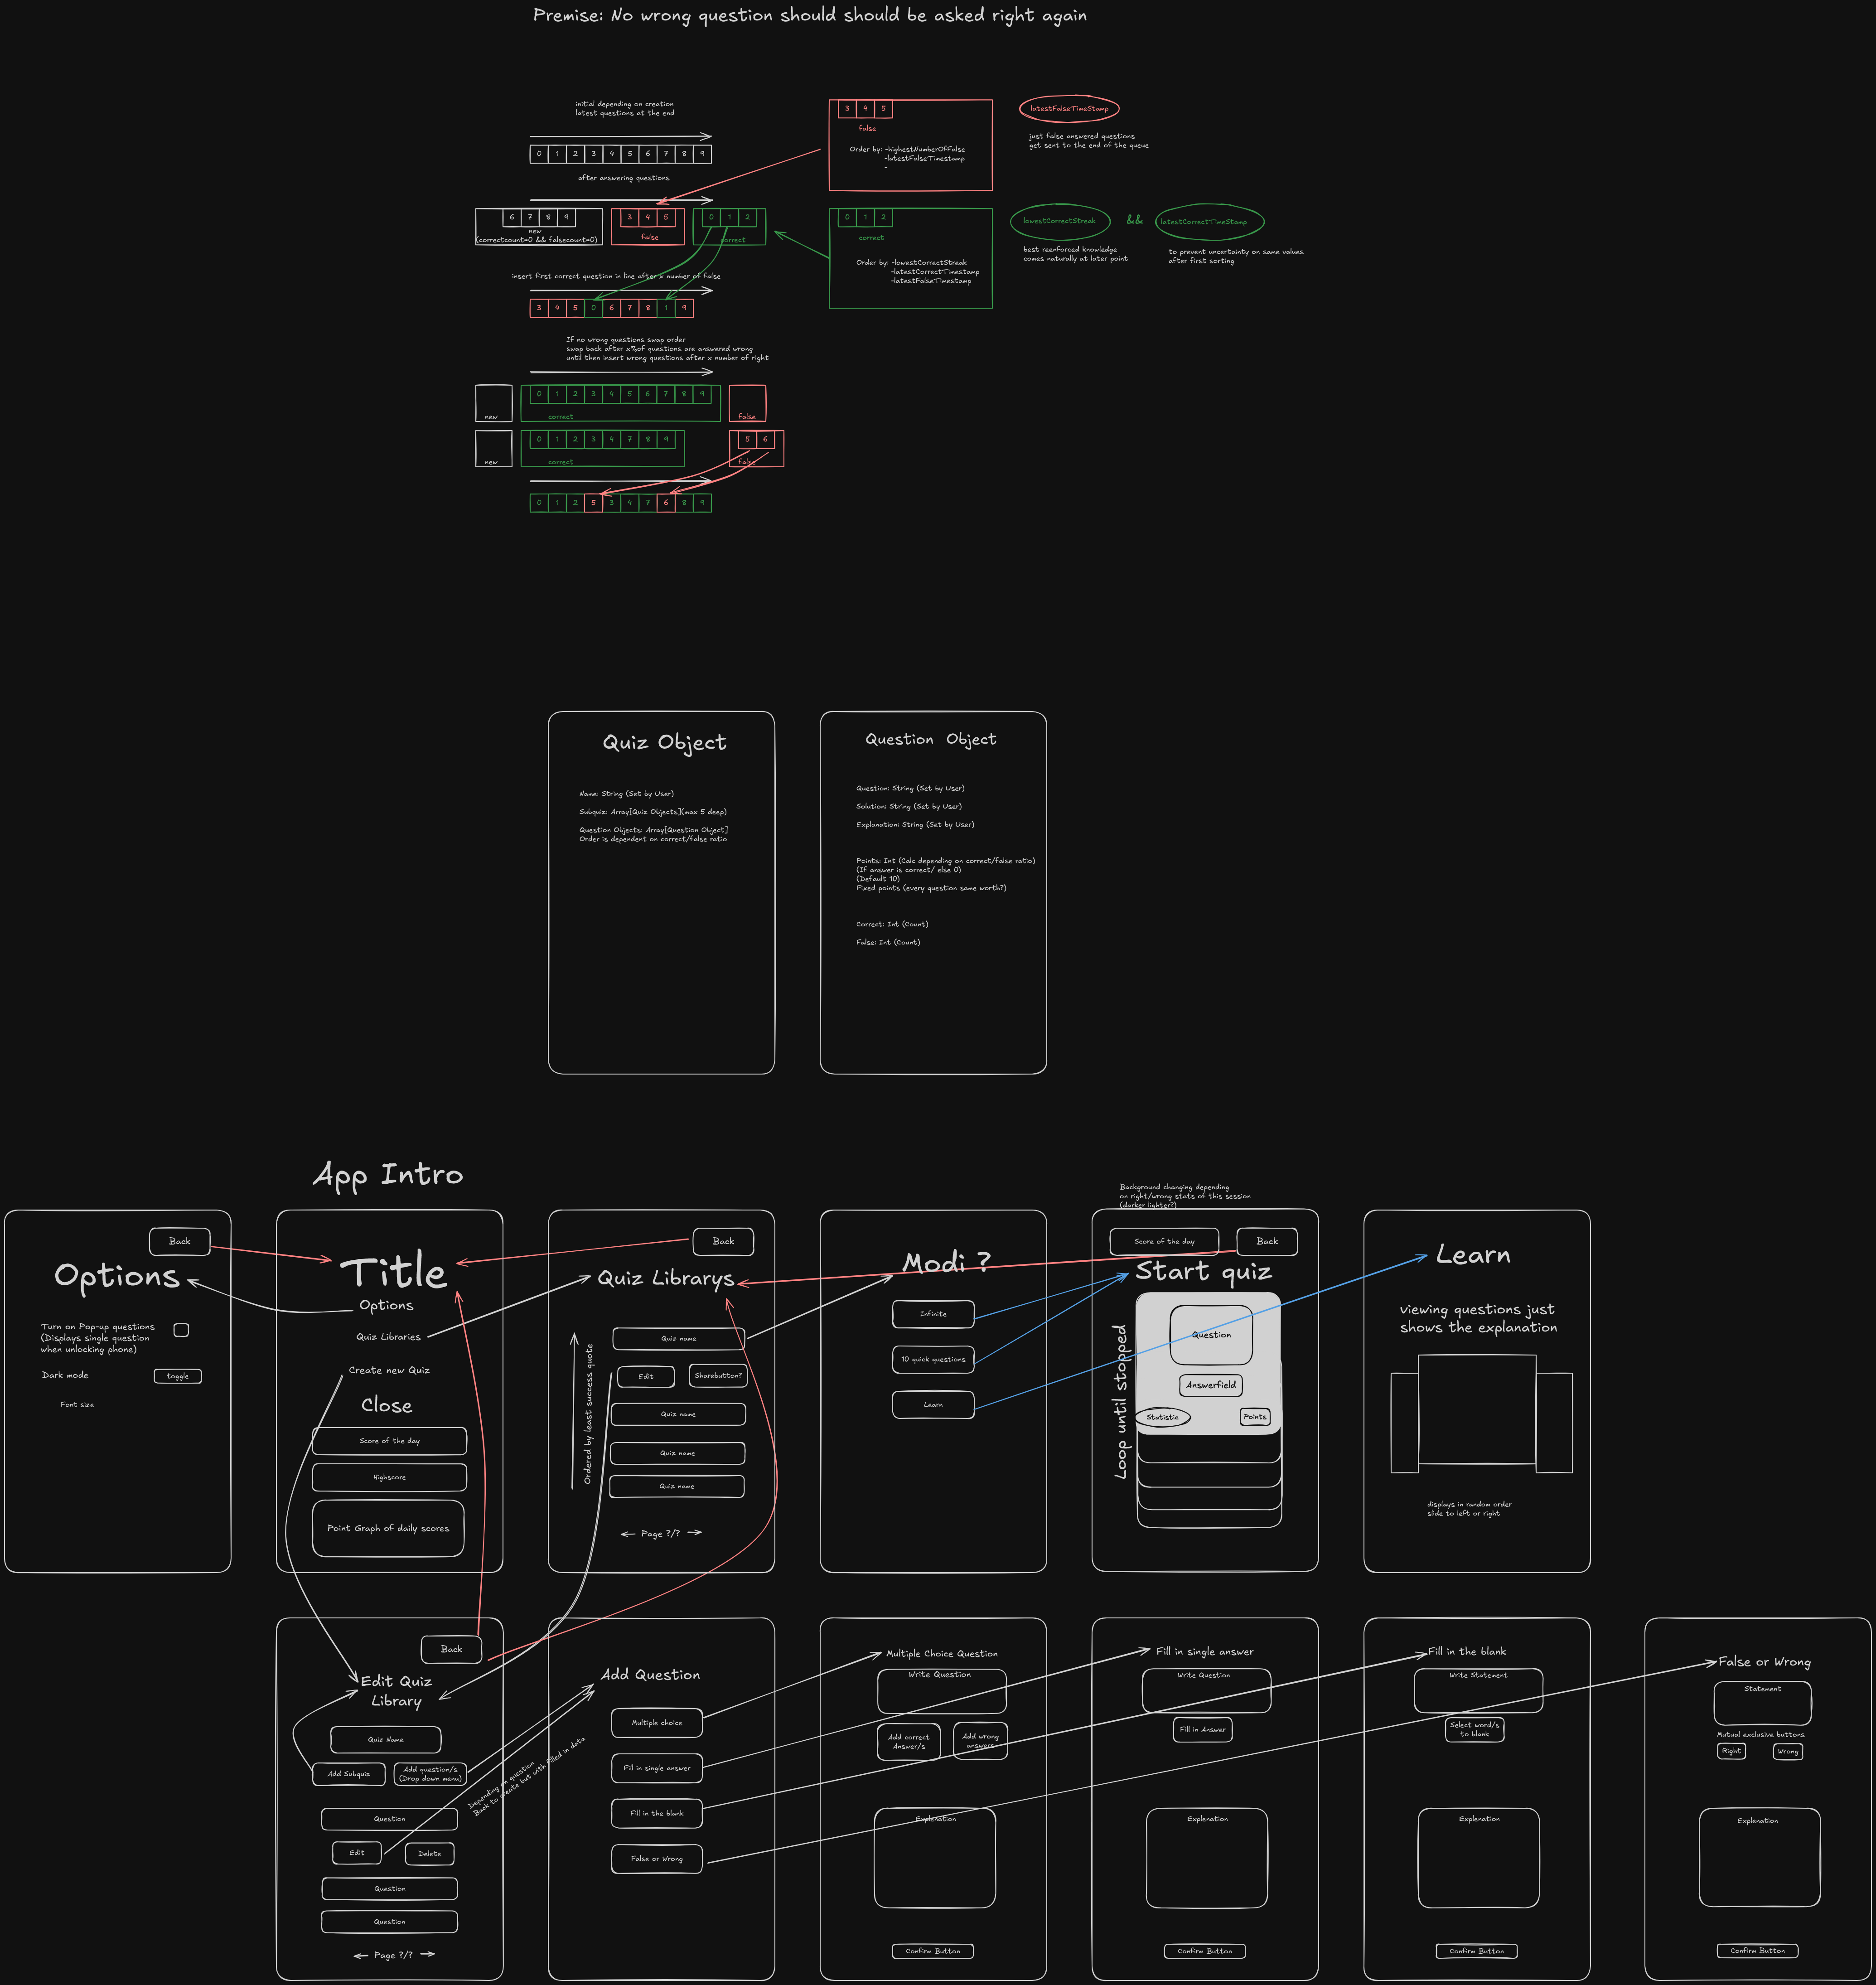 Premise: No wrong question should should be asked right again
initial depending on creation
latest questions at the end
0 1 2 3 4 5 6 7 8 9
after answering questions
6 7 8 9
new
(correctcount=0 && falsecount=0)
3 4 5
false
0 1 2
correct
3 4 5
false
Order by: -highestNumberOfFalse
-latestFalseTimestamp
-
latestFalseTimeStamp
just false answered questions
get sent to the end of the queue
0 1 2
correct
Order by: -lowestCorrectStreak
-latestCorrectTimestamp
-latestFalseTimestamp
lowestCorrectStreak
&&
latestCorrectTimeStamp
best reenforced knowledge
comes naturally at later point
to prevent uncertainty on same values
after first sorting
insert first correct question in line after x number of false
3 4 5 0 6 7 8 1 9
If no wrong questions swap order
swap back after x%of questions are answered wrong
until then insert wrong questions after x number of right
new
0 1 2 3 4 5 6 7 8 9
correct
false
new
0 1 2 3 4 7 8 9
correct
5 6
false
0 1 2 5 3 4 7 6 8 9
Quiz Object
Name: String (Set by User)
Subquiz: Array[Quiz Objects](max 5 deep)
Question Objects: Array[Question Object]
Order is dependent on correct/false ratio
Question Object
Question: String (Set by User)
Solution: String (Set by User)
Explanation: String (Set by User)
Points: Int (Calc depending on correct/false ratio)
(If answer is correct/ else 0)
(Default 10)
Fixed points (every question same worth?)
Correct: Int (Count)
False: Int (Count)
App Intro
Back
Options
Turn on Pop-up questions
(Displays single question
when unlocking phone)
Dark mode
toggle
Font size
Title
Options
Quiz Libraries
Create new Quiz
Close
Score of the day
Highscore
Point Graph of daily scores
Back
Quiz Librarys
Ordered by least success quote
Quiz name
Edit
Sharebutton?
Quiz name
Quiz name
Quiz name
Page ?/?
Modi ?
Infinite
10 quick questions
Learn
Background changing depending
on right/wrong stats of this session
(darker lighter?)
Score of the day
Back
Start quiz
Loop until stopped
Question
Answerfield
Statistic
Points
Learn
viewing questions just
shows the explanation
displays in random order
slide to left or right
Back
Edit Quiz
Library
Quiz Name
Add Subquiz
Add question/s
(Drop down menu)
Question
Edit
Delete
Question
Question
Page ?/?
Depending on question
Back to create but with filled in data
Add Question
Multiple choice
Fill in single answer
Fill in the blank
False or Wrong
Multiple Choice Question
Write Question
Add correct
Answer/s
Add wrong
answers
Explenation
Confirm Button
Fill in single answer
Write Question
Fill in Answer
Explenation
Confirm Button
Fill in the blank
Write Statement
Select word/s
to blank
Explenation
Confirm Button
False or Wrong
Statement
Mutual exclusive buttons
Right
Wrong
Explenation
Confirm Button